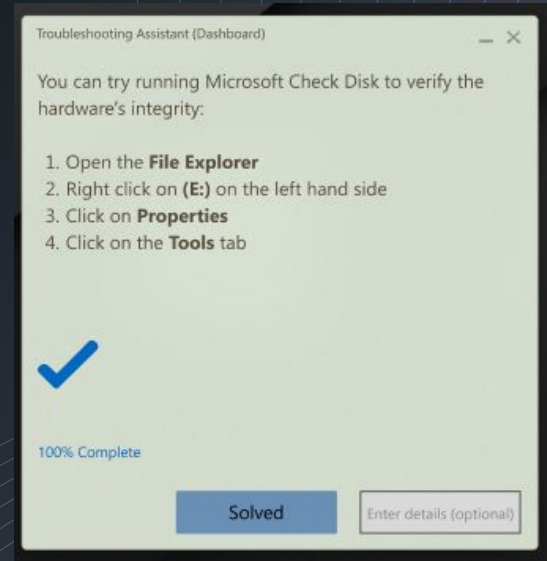 Troubleshooting Assistant (Dashboard)
You can try running Microsoft Check Disk to verify the
hardware's integrity:
1. Open the File Explorer
2. Right click on (E:) on the left hand side
3. Click on Properties
4. Click on the Tools tab
100% Complete
Solved
Enter details (optional)